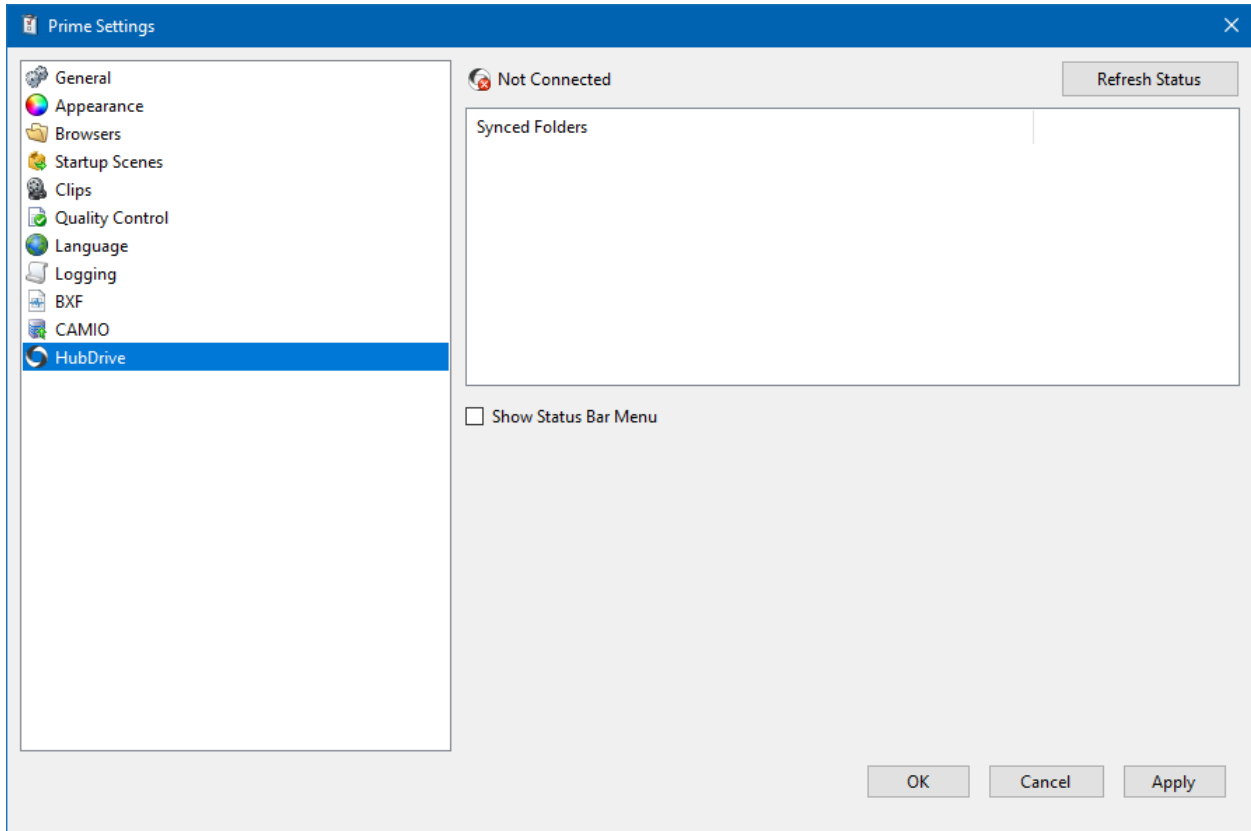 Prime Settings
General
Appearance
Browsers
Startup Scenes
Clips
Quality Control
Language
Logging
BXF
CAMIO
HubDrive
Not Connected
Refresh Status
Synced Folders
Show Status Bar Menu
OK
Cancel
Apply